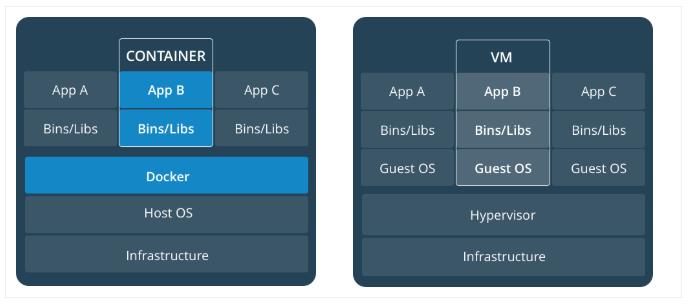 CONTAINER
App A App B App C
Bins/Libs Bins/Libs Bins/Libs
Docker
Host OS
Infrastructure
VM
App A App B App C
Bins/Libs Bins/Libs Bins/Libs
Guest OS Guest OS Guest OS
Hypervisor
Infrastructure